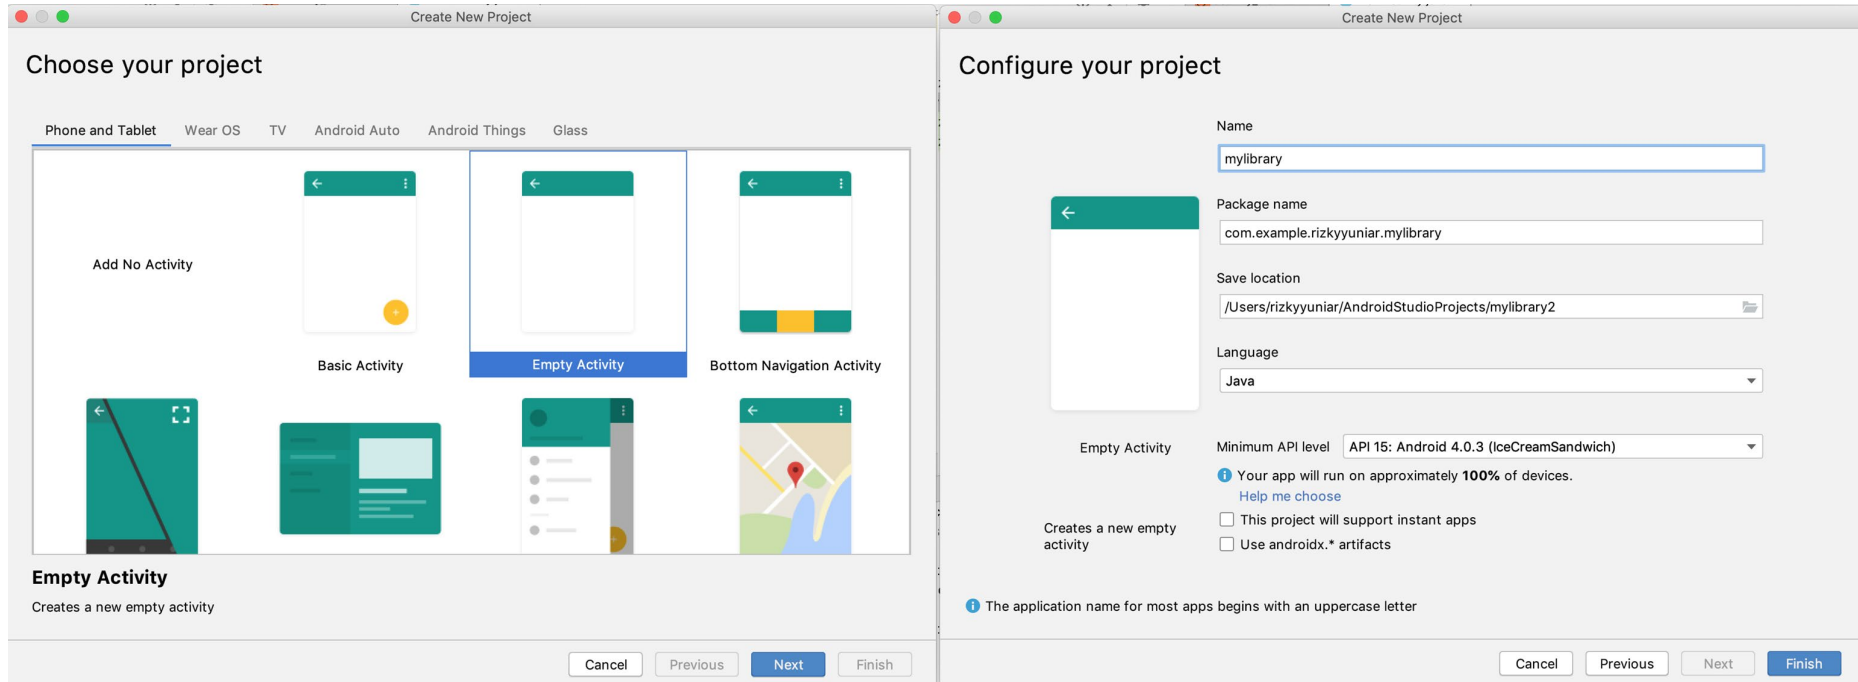 Create New Project
Choose your project
Phone and Tablet Wear OS TV Android Auto Android Things Glass
Add No Activity
Basic Activity
Empty Activity
Bottom Navigation Activity
Empty Activity
Creates a new empty activity
Cancel Previous Next Finish
Create New Project
Configure your project
Name
mylibrary
Package name
com.example.rizkyyuniar.mylibrary
Save location
/Users/rizkyyuniar/AndroidStudioProjects/mylibrary2
Language
Java
Empty Activity
Minimum API level API 15: Android 4.0.3 (IceCreamSandwich)
Your app will run on approximately 100% of devices.
Help me choose
Creates a new empty
activity
This project will support instant apps
Use androidx.* artifacts
The application name for most apps begins with an uppercase letter
Cancel Previous Next Finish